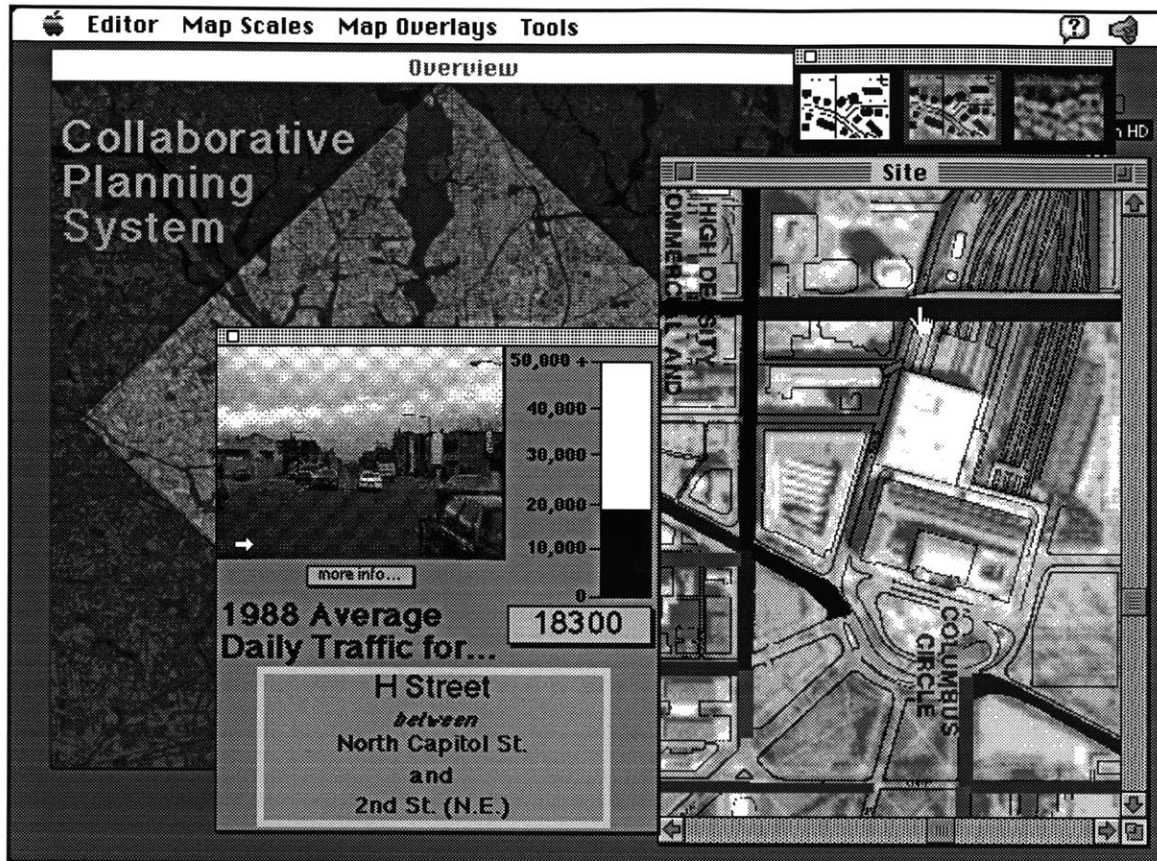 Editor Map Scales Map Overlays Tools
Overview
Collaborative
Planning
System
HD
Site
HIGH DENSITY
OMMERC L AND
50,000 +
40,000
30,000
20,000
10,000
0
more info...
1988 Average
Daily Traffic for...
18300
H Street
between
North Capitol St.
and
2nd St. (N.E.)
COLUMBUS
CIRCLE